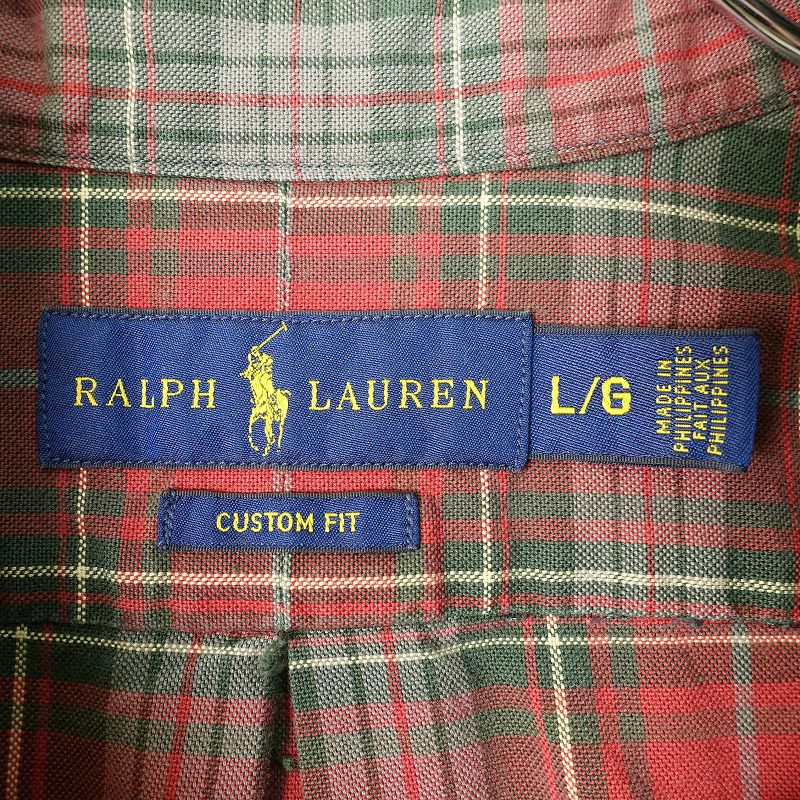 RALPH LAUREN
L/G
MADE IN
PHILIPPINES
FAIT AUX
PHILIPPINES
CUSTOM FIT